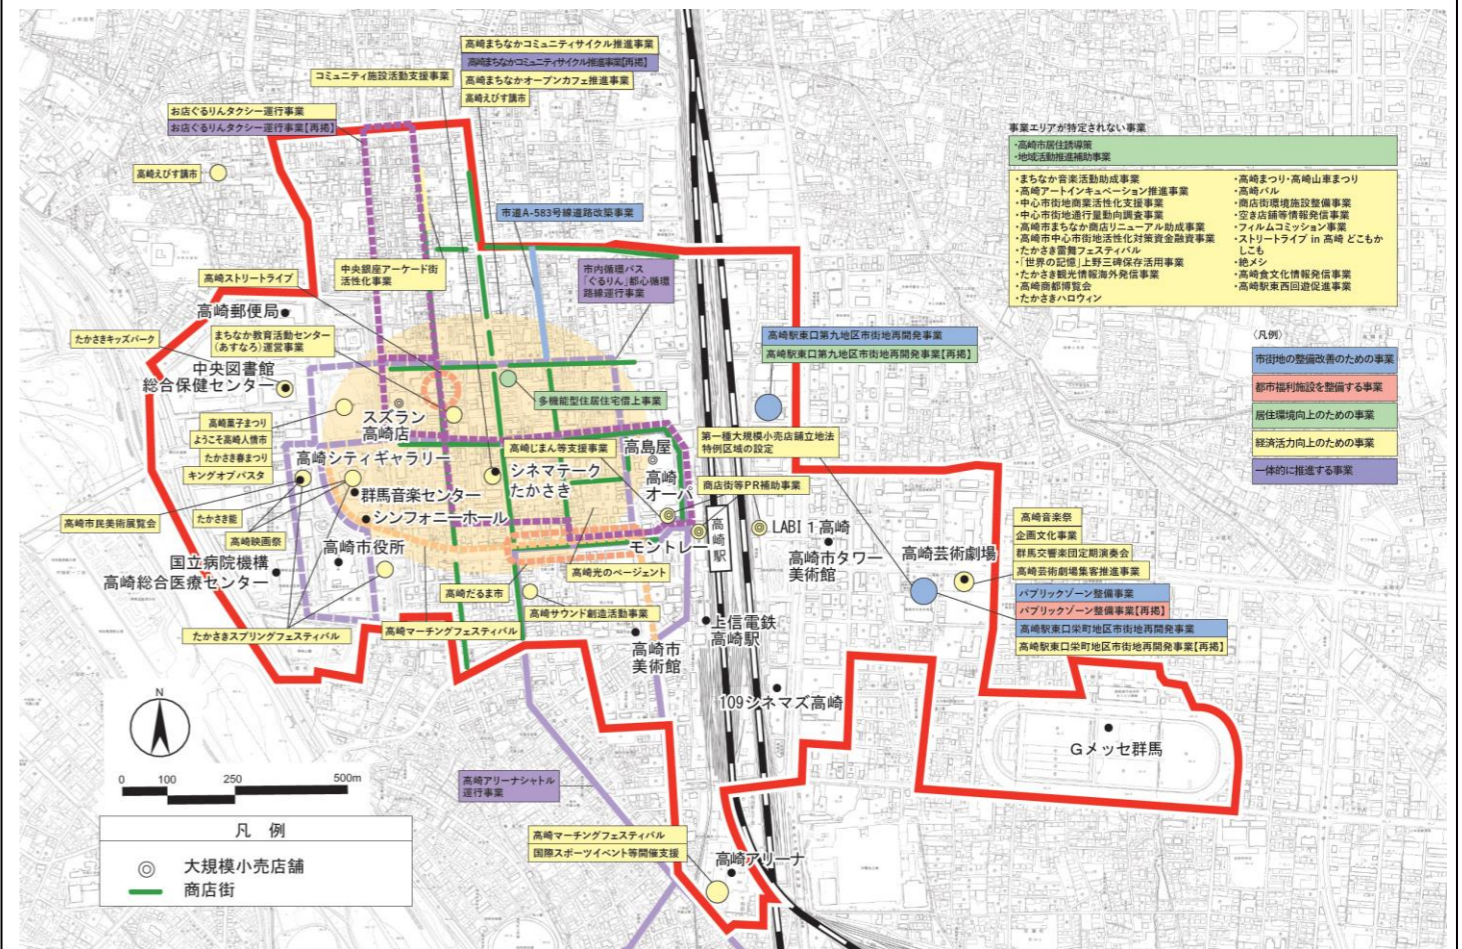 高崎まちなかコミュニティサイクル推進事業
高崎まちなかコミュニティサイクル推進事業【再掲】
高崎まちなかオープンカフェ推進事業
高崎えびす講市
コミュニティ施設活動支援事業
お店ぐるりんタクシー運行事業
お店ぐるりんタクシー運行事業【再掲】
高崎えびす講市
市道A-583号線道路改築事業
事業エリアが特定されない事業
・高崎市居住誘導策
・地域活動推進補助事業
・まちなか音楽活動助成事業
・高崎アートインキュベーション推進事業
・中心市街地商業活性化支援事業
・中心市街地通行量動向調査事業
・高崎市まちなか商店リニューアル助成事業
・高崎市中心市街地活性化対策資金融資事業
・たかさき雷舞フェスティバル
・「世界の記憶」上野三碑保存活用事業
・たかさき観光情報海外発信事業
・高崎商都博覧会
・たかさきハロウィン
・高崎まつり・高崎山車まつり
・高崎バル
・商店街環境施設整備事業
・空き店舗等情報発信事業
・フィルムコミッション事業
・ストリートライブ in 高崎 どこもか
しこも
・絶メシ
・高崎食文化情報発信事業
・高崎駅東西回遊促進事業
〈凡例〉
市街地の整備改善のための事業
都市福利施設を整備する事業
居住環境向上のための事業
経済活力向上のための事業
一体的に推進する事業
高崎ストリートライブ
中央銀座アーケード街
活性化事業
市内循環バス
「ぐるりん」都心循環
路線運行事業
高崎郵便局
たかさきキッズパーク
まちなか教育活動センター
(あすなろ)運営事業
中央図書館
総合保健センター
高崎駅東口第九地区市街地再開発事業
高崎駅東口第九地区市街地再開発事業【再掲】
多機能型住居住宅借上事業
スズラン
高崎店
高崎菓子まつり
ようこそ高崎人情市
たかさき春まつり
キングオブパスタ
高崎シティギャラリー
高崎じまん等支援事業
高島屋
第一種大規模小売店舗立地法
特例区域の設定
シネマテーク
たかさき
高崎
オーパ
商店街等PR補助事業
群馬音楽センター
シンフォニーホール
高崎市民美術展覧会
たかさき能
高崎映画祭
モントレー
高崎駅
LABI 1 高崎
高崎市タワー
美術館
高崎音楽祭
企画文化事業
群馬交響楽団定期演奏会
高崎芸術劇場集客推進事業
高崎芸術劇場
国立病院機構
高崎総合医療センター
高崎市役所
高崎光のページェント
高崎だるま市
高崎サウンド創造活動事業
パブリックゾーン整備事業
パブリックゾーン整備事業【再掲】
高崎駅東口栄町地区市街地再開発事業
高崎駅東口栄町地区市街地再開発事業【再掲】
たかさきスプリングフェスティバル
高崎マーチングフェスティバル
高崎市
美術館
上信電鉄
高崎駅
109シネマズ高崎
Gメッセ群馬
N
0 100 250 500m
高崎アリーナシャトル
運行事業
高崎マーチングフェスティバル
国際スポーツイベント等開催支援
高崎アリーナ
凡 例
◎ 大規模小売店舗
商店街